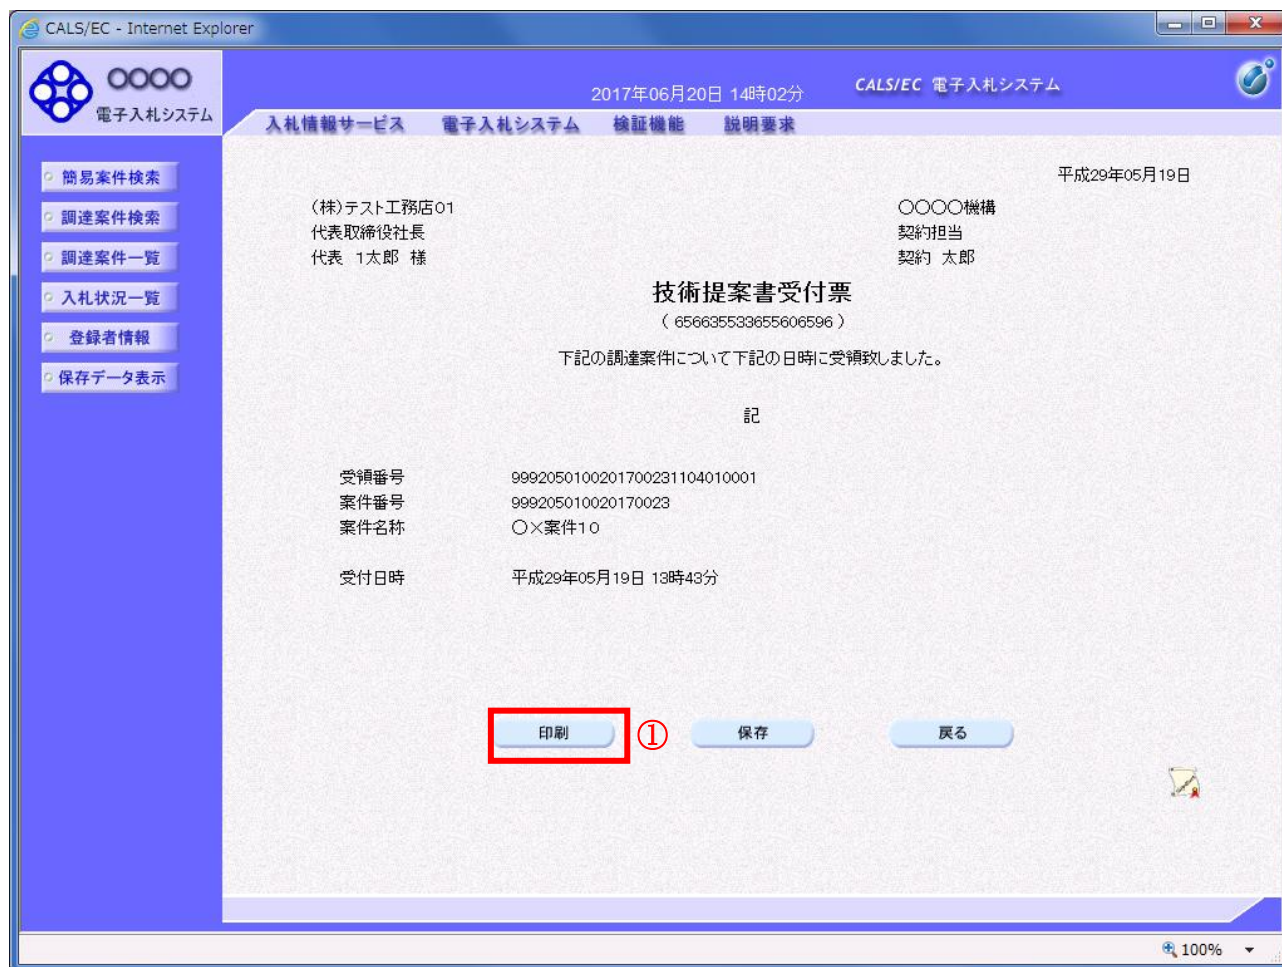 CALS/EC - Internet Explorer
〇〇〇〇
電子入札システム
2017年06月20日 14時02分
CALS/EC 電子入札システム
入札情報サービス 電子入札システム 検証機能 説明要求
簡易案件検索
調達案件検索
調達案件一覧
入札状況一覧
登録者情報
保存データ表示
平成29年05月19日
(株)テスト工務店01
代表取締役社長
代表 1太郎 様
〇〇〇〇機構
契約担当
契約 太郎
技術提案書受付票
( 656635533655606596 )
下記の調達案件について下記の日時に受領致しました。
記
受領番号 99920501002017002311040​10001
案件番号 999205010020170023
案件名称 〇×案件10
受付日時 平成29年05月19日 13時43分
印刷
①
保存
戻る
100%